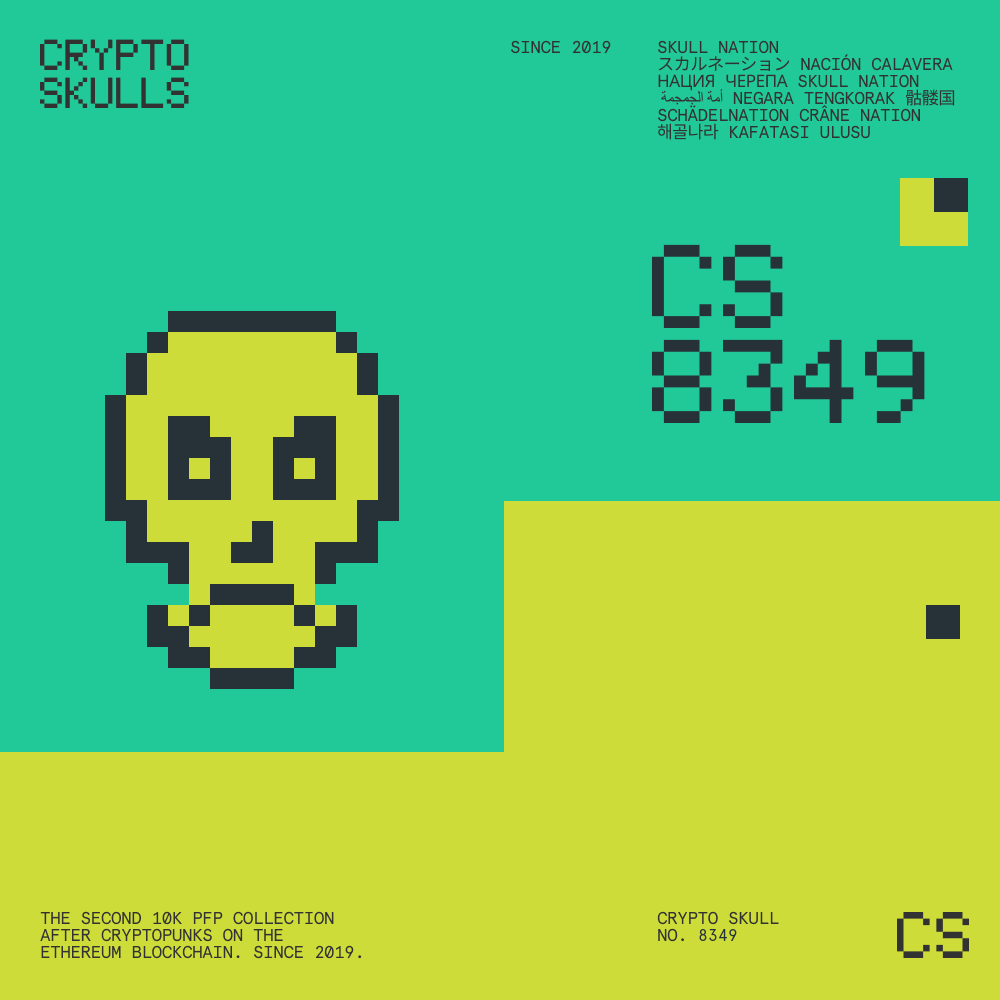 CRYPTO
SKULLS
SINCE 2019
SKULL NATION
スカルネーション NACIÓN CALAVERA
НАЦИЯ ЧЕРЕПА SKULL NATION
أمة الجمجمة NEGARA TENGKORAK 骷髅国
SCHÄDELNATION CRÂNE NATION
해골나라 KAFATASI ULUSU
CS
8349
THE SECOND 10K PFP COLLECTION
AFTER CRYPTOPUNKS ON THE
ETHEREUM BLOCKCHAIN. SINCE 2019.
CRYPTO SKULL
NO. 8349
CS